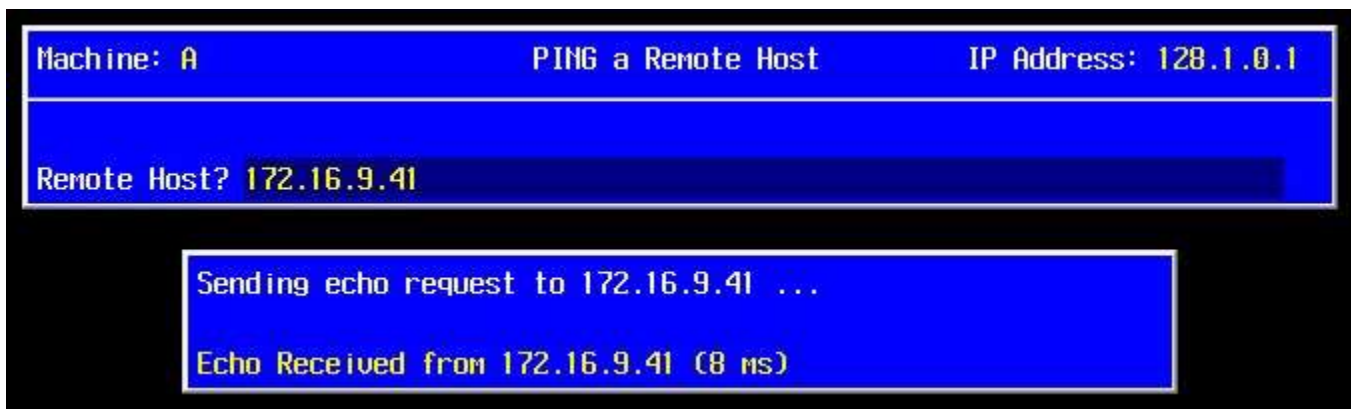 Machine: A PING a Remote Host IP Address: 128.1.0.1
Remote Host? 172.16.9.41
Sending echo request to 172.16.9.41 ...
Echo Received from 172.16.9.41 (8 ms)